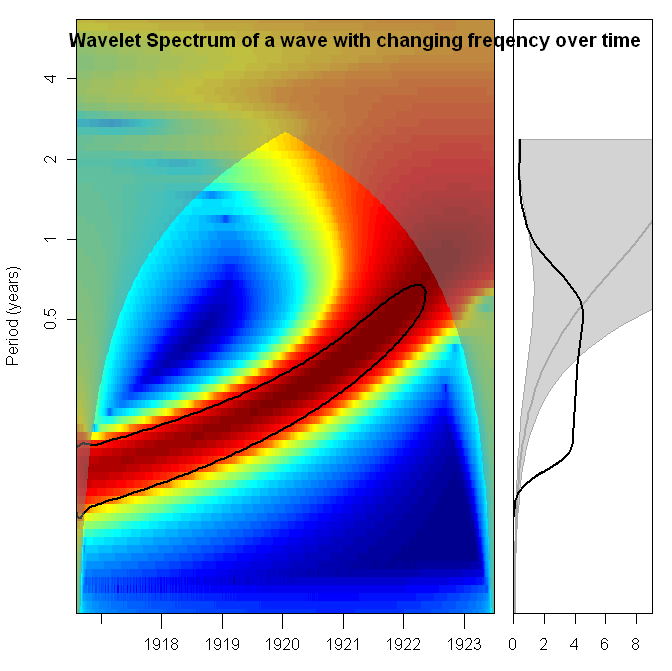 Wavelet Spectrum of a wave with changing freqency over time
4
2
1
0.5
Period (years)
1918 1919 1920 1921 1922 1923 0 2 4 6 8